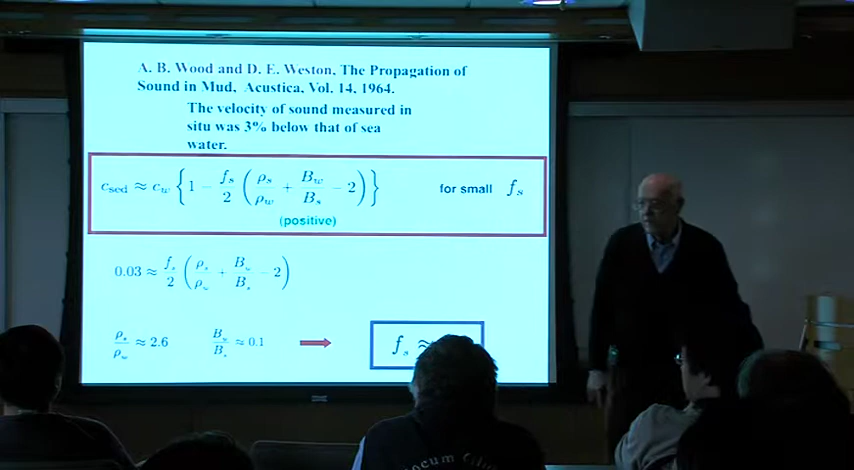 A. B. Wood and D. E. Weston, The Propagation of
Sound in Mud, Acustica, Vol. 14, 1964.
The velocity of sound measured in
situ was 3% below that of sea
water.
c_sed ≈ c_w {1 − f_s/2 (ρ_s/ρ_w + B_w/B_s − 2)} for small f_s
(positive)
0.03 ≈ f_s/2 (ρ_s/ρ_w + B_w/B_s − 2)
ρ_s/ρ_w ≈ 2.6 B_w/B_s ≈ 0.1 f_s ≈